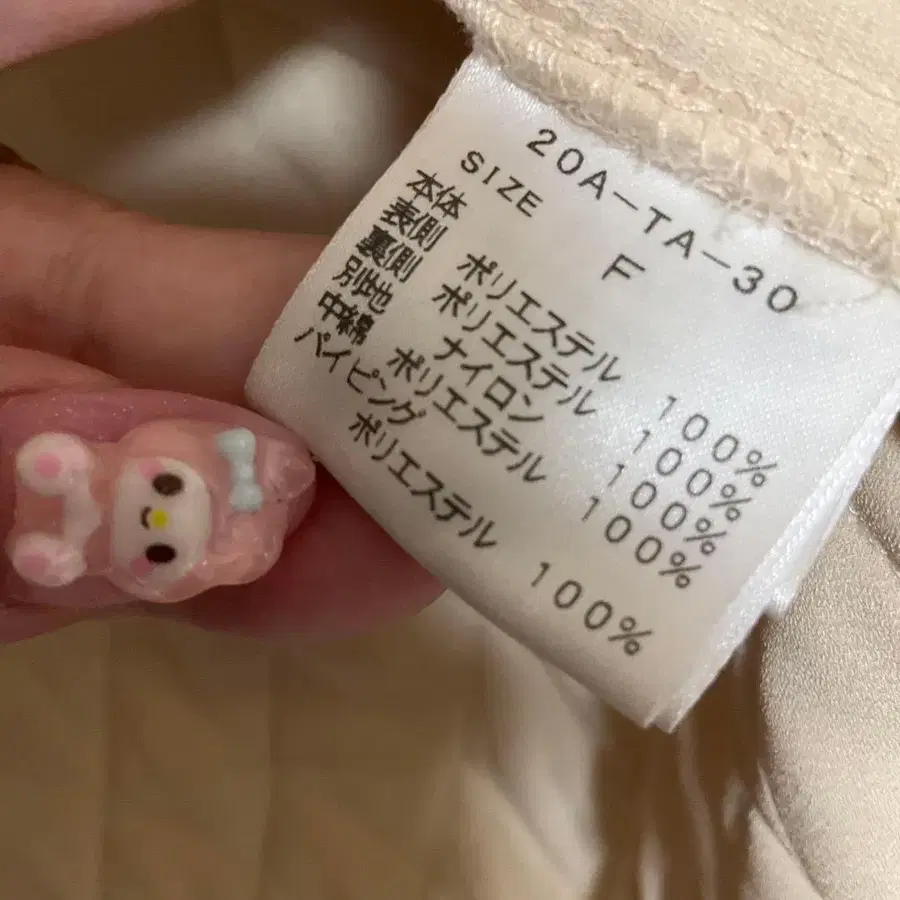 20A-TA-30
SIZE F
本体
表側 ポリエステル 100%
裏側 ポリエステル 100%
別地 ナイロン 100%
中綿 ポリエステル 100%
パイピング
ポリエステル 100%